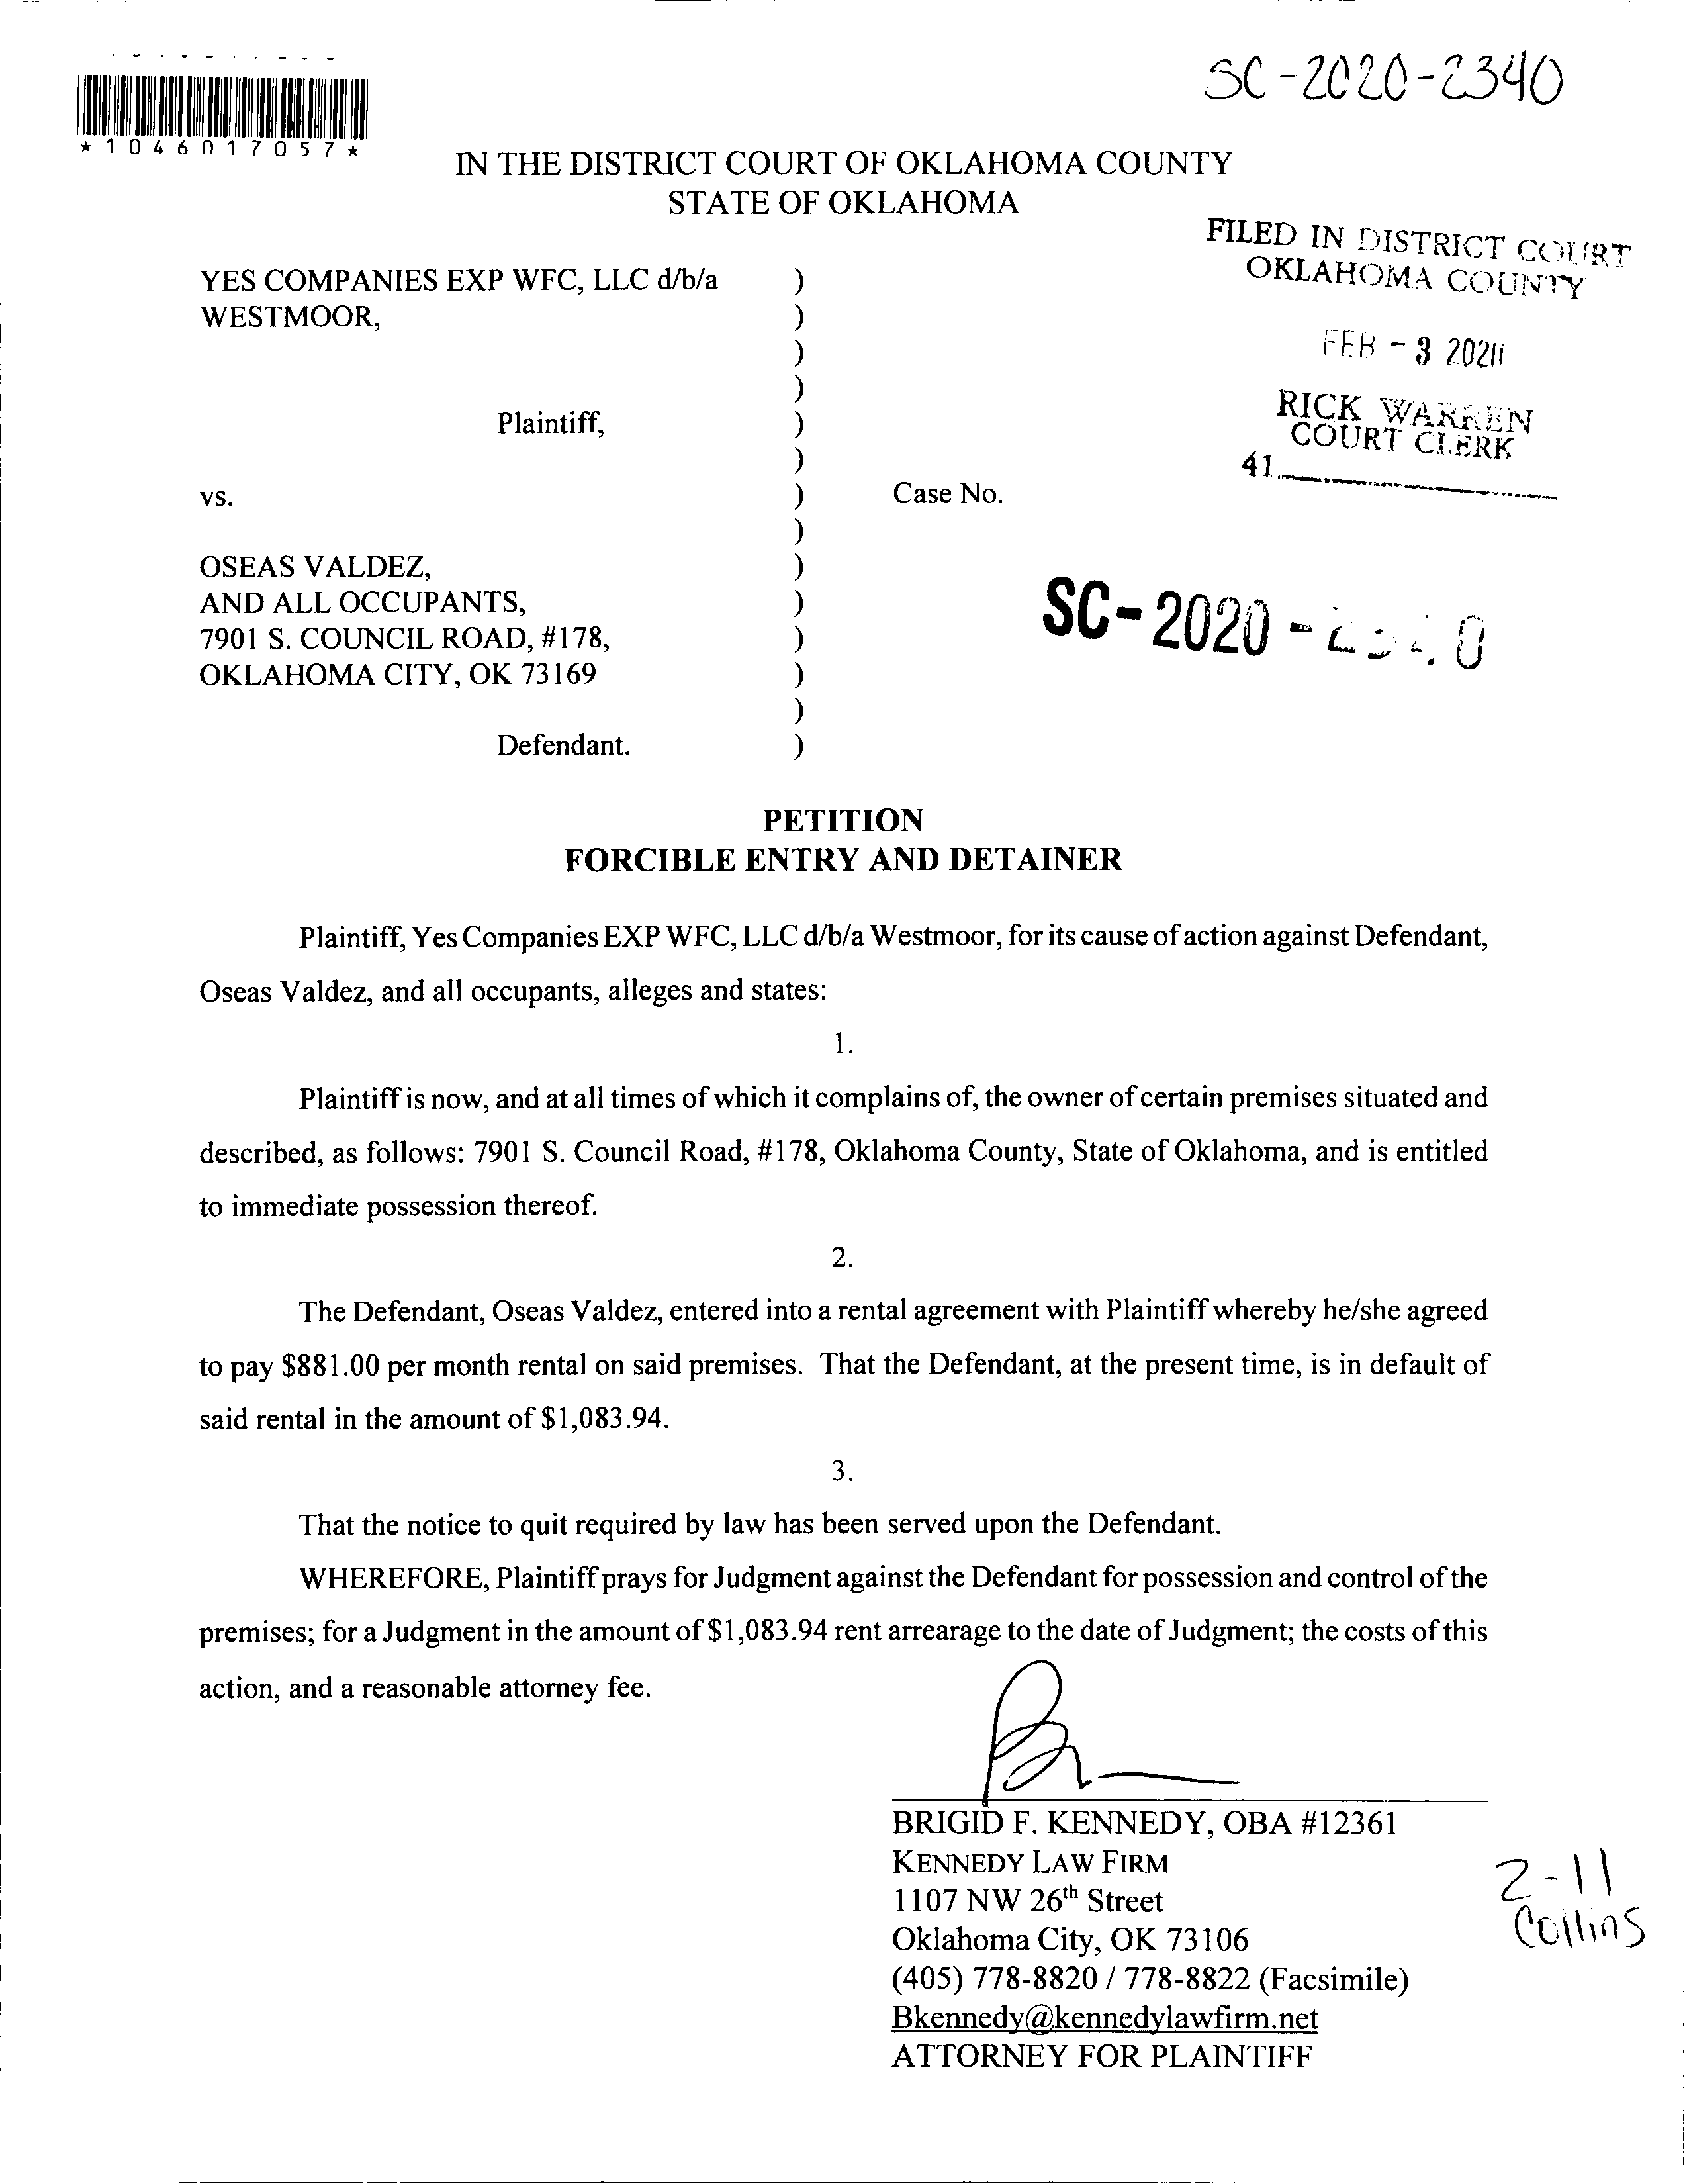 SC-2020-2340
*1046017057*
IN THE DISTRICT COURT OF OKLAHOMA COUNTY
STATE OF OKLAHOMA
FILED IN DISTRICT COURT
OKLAHOMA COUNTY
FEB - 3 2020
RICK WARREN
COURT CLERK
41
YES COMPANIES EXP WFC, LLC d/b/a )
WESTMOOR, )
)
)
Plaintiff, )
)
vs. ) Case No.
)
OSEAS VALDEZ, )
AND ALL OCCUPANTS, )
7901 S. COUNCIL ROAD, #178, )
OKLAHOMA CITY, OK 73169 )
)
Defendant. )
SC-2020-2340
PETITION
FORCIBLE ENTRY AND DETAINER
Plaintiff, Yes Companies EXP WFC, LLC d/b/a Westmoor, for its cause of action against Defendant,
Oseas Valdez, and all occupants, alleges and states:
1.
Plaintiff is now, and at all times of which it complains of, the owner of certain premises situated and
described, as follows: 7901 S. Council Road, #178, Oklahoma County, State of Oklahoma, and is entitled
to immediate possession thereof.
2.
The Defendant, Oseas Valdez, entered into a rental agreement with Plaintiff whereby he/she agreed
to pay $881.00 per month rental on said premises. That the Defendant, at the present time, is in default of
said rental in the amount of $1,083.94.
3.
That the notice to quit required by law has been served upon the Defendant.
WHEREFORE, Plaintiff prays for Judgment against the Defendant for possession and control of the
premises; for a Judgment in the amount of $1,083.94 rent arrearage to the date of Judgment; the costs of this
action, and a reasonable attorney fee.
BRIGID F. KENNEDY, OBA #12361
KENNEDY LAW FIRM
1107 NW 26th Street
Oklahoma City, OK 73106
(405) 778-8820 / 778-8822 (Facsimile)
Bkennedy@kennedylawfirm.net
ATTORNEY FOR PLAINTIFF
2-11
Collins